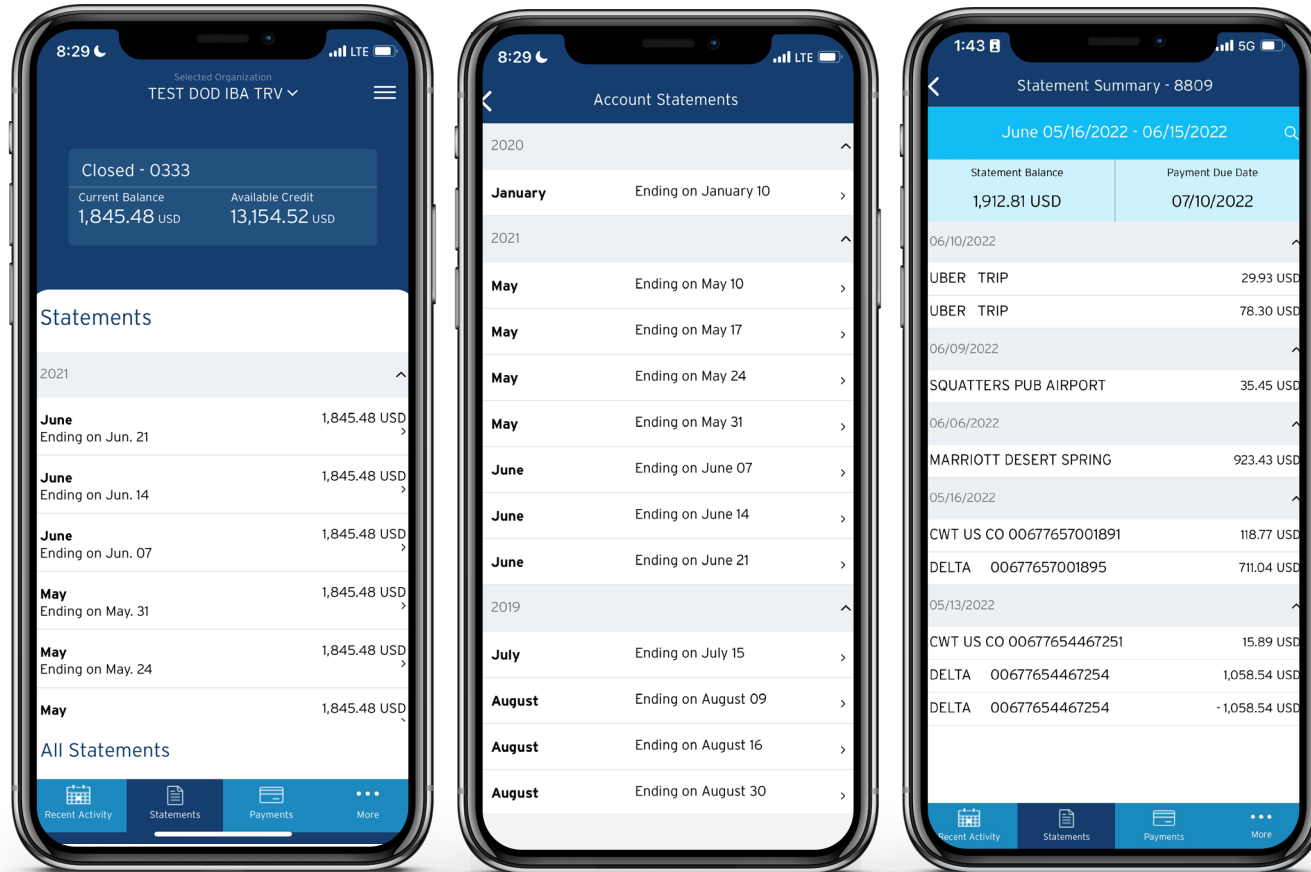 8:29
LTE
Selected Organization
TEST DOD IBA TRV
Closed - 0333
Current Balance Available Credit
1,845.48 USD 13,154.52 USD
Statements
2021
June 1,845.48 USD
Ending on Jun. 21
June 1,845.48 USD
Ending on Jun. 14
June 1,845.48 USD
Ending on Jun. 07
May 1,845.48 USD
Ending on May. 31
May 1,845.48 USD
Ending on May. 24
May 1,845.48 USD
All Statements
Recent Activity Statements Payments More
8:29
LTE
Account Statements
2020
January Ending on January 10
2021
May Ending on May 10
May Ending on May 17
May Ending on May 24
May Ending on May 31
June Ending on June 07
June Ending on June 14
June Ending on June 21
2019
July Ending on July 15
August Ending on August 09
August Ending on August 16
August Ending on August 30
1:43
5G
Statement Summary - 8809
June 05/16/2022 - 06/15/2022
Statement Balance Payment Due Date
1,912.81 USD 07/10/2022
06/10/2022
UBER TRIP 29.93 USD
UBER TRIP 78.30 USD
06/09/2022
SQUATTERS PUB AIRPORT 35.45 USD
06/06/2022
MARRIOTT DESERT SPRING 923.43 USD
05/16/2022
CWT US CO 00677657001891 118.77 USD
DELTA 00677657001895 711.04 USD
05/13/2022
CWT US CO 00677654467251 15.89 USD
DELTA 00677654467254 1,058.54 USD
DELTA 00677654467254 - 1,058.54 USD
Recent Activity Statements Payments More